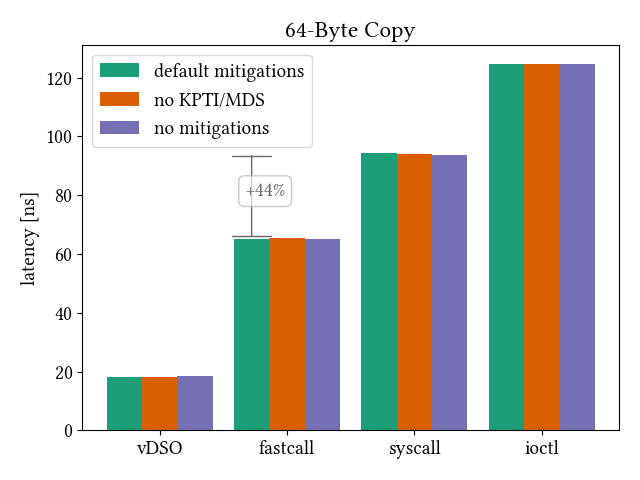 64-Byte Copy
default mitigations
no KPTI/MDS
no mitigations
+44%
latency [ns]
120
100
80
60
40
20
0
vDSO fastcall syscall ioctl